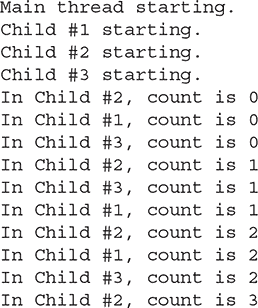 Main thread starting.
Child #1 starting.
Child #2 starting.
Child #3 starting.
In Child #2, count is 0
In Child #1, count is 0
In Child #3, count is 0
In Child #2, count is 1
In Child #3, count is 1
In Child #1, count is 1
In Child #2, count is 2
In Child #1, count is 2
In Child #3, count is 2
In Child #2, count is 3